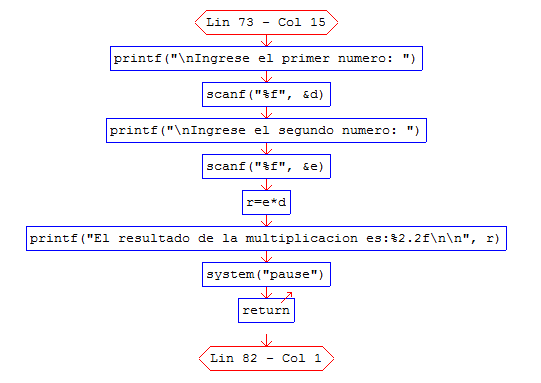 Lin 73 - Col 15
printf("\nIngrese el primer numero: ")
scanf("%f", &d)
printf("\nIngrese el segundo numero: ")
scanf("%f", &e)
r=e*d
printf("El resultado de la multiplicacion es:%2.2f\n\n", r)
system("pause")
return
Lin 82 - Col 1